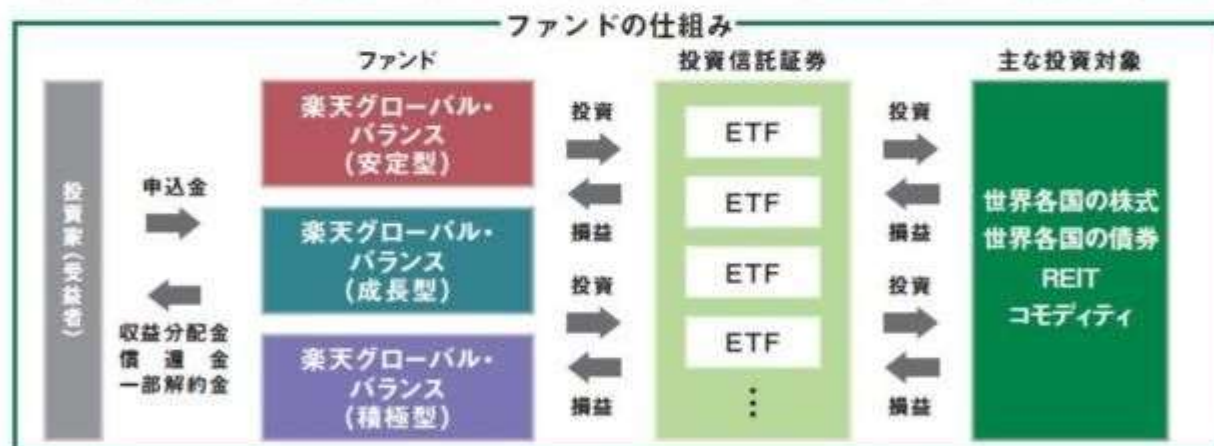 ファンドの仕組み
ファンド
投資信託証券
主な投資対象
投資家(受益者)
申込金
収益分配金
償還金
一部解約金
楽天グローバル・
バランス
(安定型)
楽天グローバル・
バランス
(成長型)
楽天グローバル・
バランス
(積極型)
投資
損益
投資
損益
ETF
ETF
ETF
ETF
⋮
投資
損益
投資
損益
世界各国の株式
世界各国の債券
REIT
コモディティ